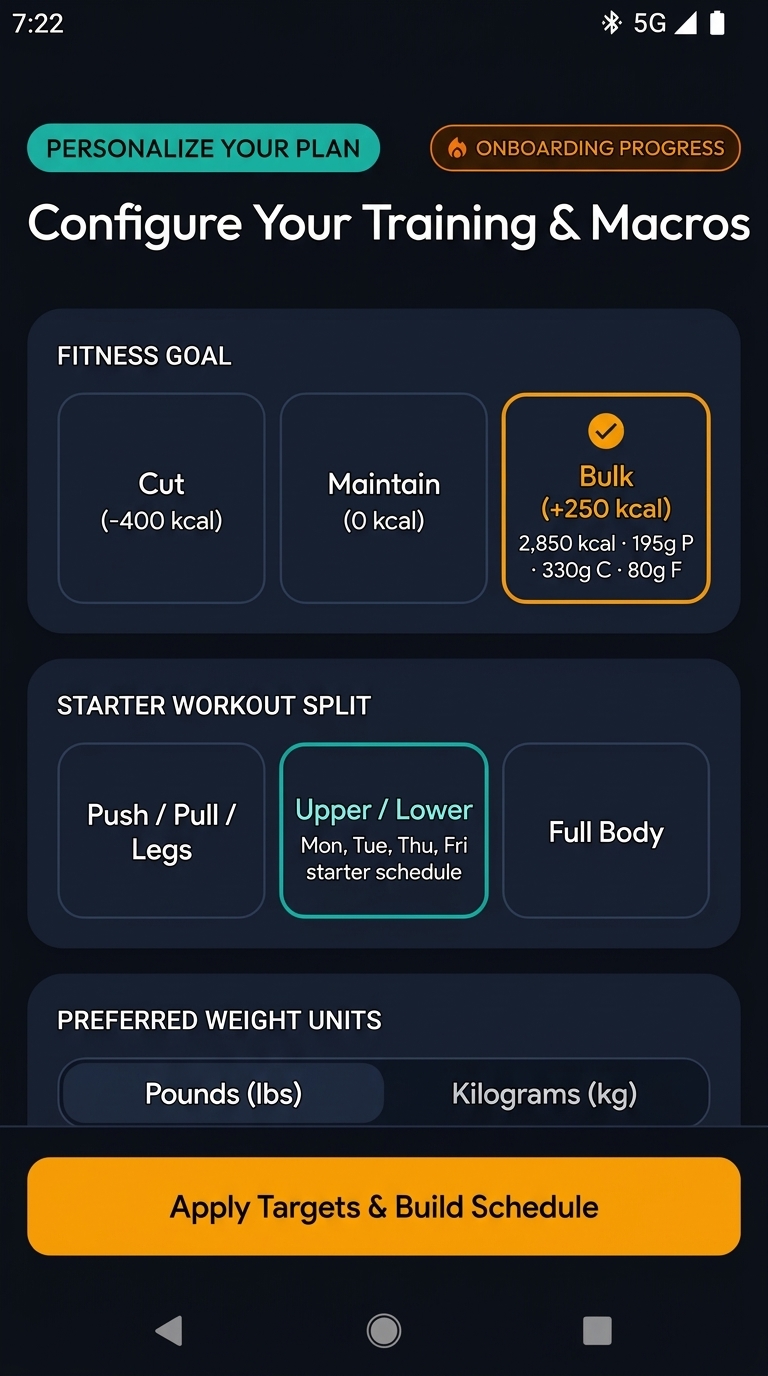 7:22
5G
PERSONALIZE YOUR PLAN
ONBOARDING PROGRESS
Configure Your Training & Macros
FITNESS GOAL
Cut
(-400 kcal)
Maintain
(0 kcal)
Bulk
(+250 kcal)
2,850 kcal · 195g P
· 330g C · 80g F
STARTER WORKOUT SPLIT
Push / Pull /
Legs
Upper / Lower
Mon, Tue, Thu, Fri
starter schedule
Full Body
PREFERRED WEIGHT UNITS
Pounds (lbs)
Kilograms (kg)
Apply Targets & Build Schedule